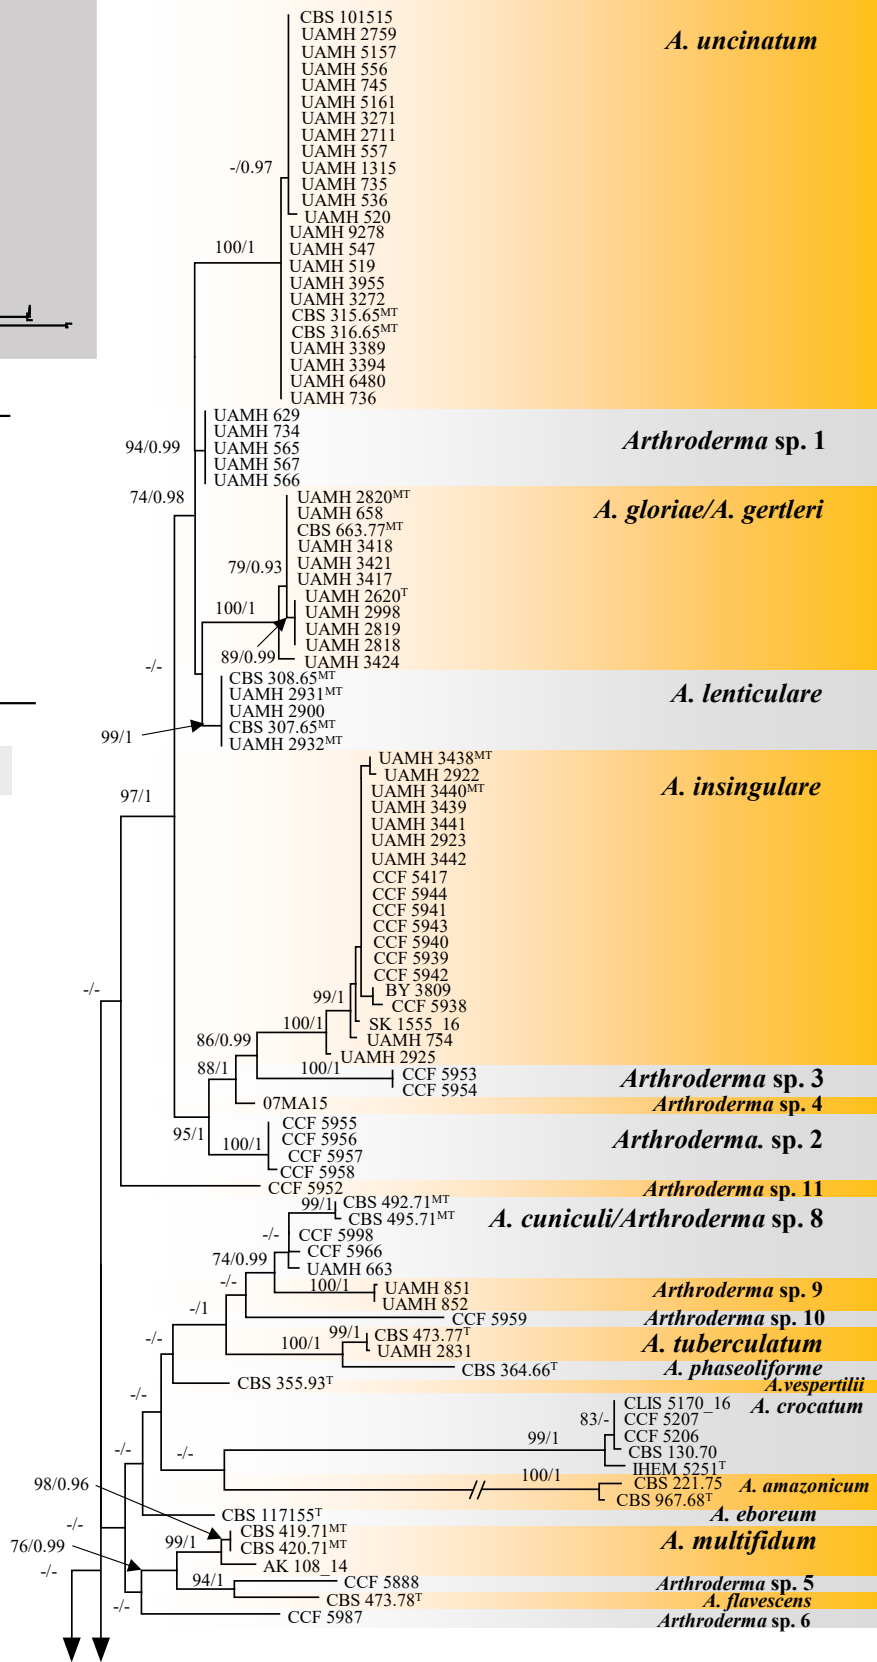 CBS 101515
UAMH 2759
A. uncinatum
UAMH 5157
UAMH 556
UAMH 745
UAMH 5161
UAMH 3271
UAMH 2711
UAMH 557
-/0.97
UAMH 1315
UAMH 735
UAMH 536
UAMH 520
UAMH 9278
100/1
UAMH 547
UAMH 519
UAMH 3955
UAMH 3272
CBS 315.65MT
CBS 316.65MT
UAMH 3389
UAMH 3394
UAMH 6480
UAMH 736
UAMH 629
UAMH 734
94/0.99
UAMH 565
Arthroderma sp. 1
UAMH 567
UAMH 566
74/0.98
UAMH 2820MT
UAMH 658
A. gloriae/A. gertleri
CBS 663.77MT
UAMH 3418
79/0.93
UAMH 3421
UAMH 3417
UAMH 2620T
100/1
UAMH 2998
UAMH 2819
UAMH 2818
89/0.99
UAMH 3424
-/-
CBS 308.65MT
UAMH 2931MT
A. lenticulare
UAMH 2900
CBS 307.65MT
99/1
UAMH 2932MT
UAMH 3438MT
UAMH 2922
A. insingulare
97/1
UAMH 3440MT
UAMH 3439
UAMH 3441
UAMH 2923
UAMH 3442
CCF 5417
CCF 5944
CCF 5941
CCF 5943
CCF 5940
CCF 5939
CCF 5942
-/-
BY 3809
99/1
CCF 5938
100/1
SK 1555_16
86/0.99
UAMH 754
UAMH 2925
88/1
100/1
CCF 5953
Arthroderma sp. 3
CCF 5954
07MA15
Arthroderma sp. 4
CCF 5955
95/1
CCF 5956
Arthroderma. sp. 2
100/1
CCF 5957
CCF 5958
CCF 5952
Arthroderma sp. 11
99/1
CBS 492.71MT
CBS 495.71MT
A. cuniculi/Arthroderma sp. 8
-/-
CCF 5998
74/0.99
CCF 5966
UAMH 663
-/-
100/1
UAMH 851
Arthroderma sp. 9
UAMH 852
-/1
CCF 5959
Arthroderma sp. 10
-/-
99/1
CBS 473.77T
100/1
UAMH 2831
A. tuberculatum
CBS 364.66T
A. phaseoliforme
CBS 355.93T
A.vespertilii
-/-
CLIS 5170_16
A. crocatum
83/-
CCF 5207
99/1
CCF 5206
-/-
-/-
CBS 130.70
IHEM 5251T
100/1
CBS 221.75
A. amazonicum
98/0.96
CBS 967.68T
CBS 117155T
A. eboreum
-/-
CBS 419.71MT
A. multifidum
76/0.99
99/1
CBS 420.71MT
AK 108_14
-/-
94/1
CCF 5888
Arthroderma sp. 5
CBS 473.78T
A. flavescens
-/-
CCF 5987
Arthroderma sp. 6